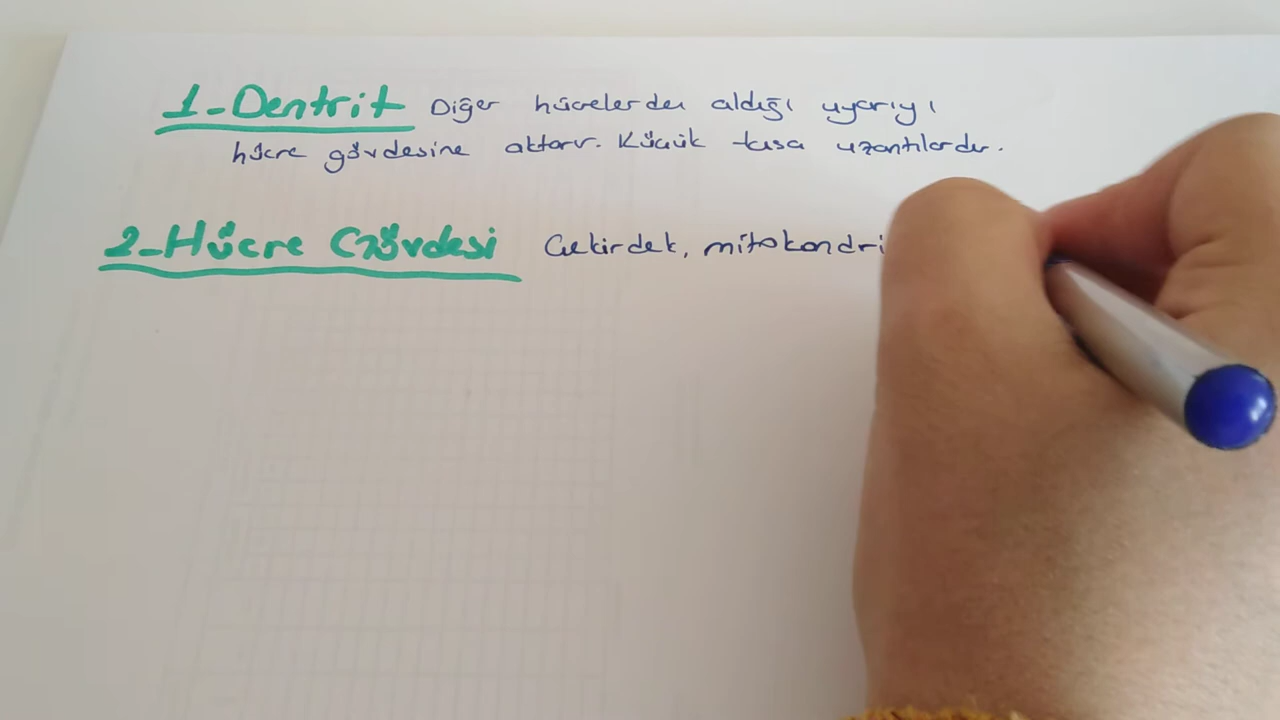 1-Dentrit Diğer hücrelerden aldığı uyarıyı
hücre gövdesine aktarır. Küçük kısa uzantılardır.
2-Hücre Gövdesi Çekirdek, mitokondri